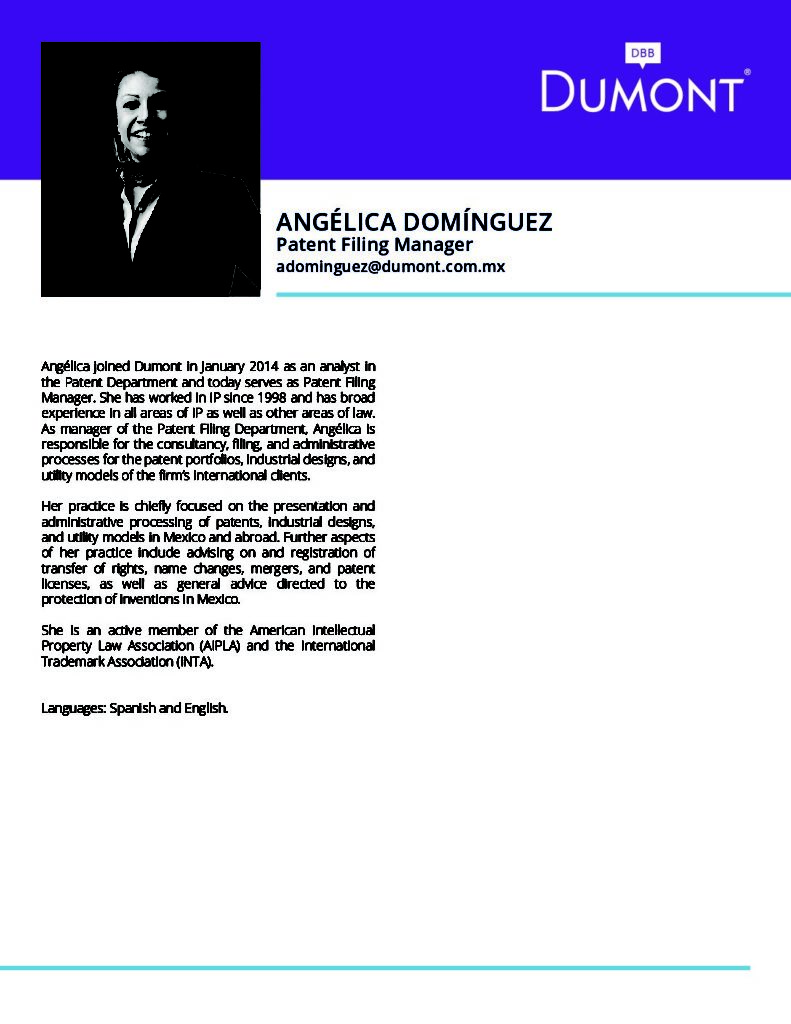 DBB
DUMONT®
ANGÉLICA DOMÍNGUEZ
Patent Filing Manager
adominguez@dumont.com.mx
Angélica joined Dumont in January 2014 as an analyst in
the Patent Department and today serves as Patent Filing
Manager. She has worked in IP since 1998 and has broad
experience in all areas of IP as well as other areas of law.
As manager of the Patent Filing Department, Angélica is
responsible for the consultancy, filing, and administrative
processes for the patent portfolios, industrial designs, and
utility models of the firm's international clients.
Her practice is chiefly focused on the presentation and
administrative processing of patents, industrial designs,
and utility models in Mexico and abroad. Further aspects
of her practice include advising on and registration of
transfer of rights, name changes, mergers, and patent
licenses, as well as general advice directed to the
protection of inventions in Mexico.
She is an active member of the American Intellectual
Property Law Association (AIPLA) and the International
Trademark Association (INTA).
Languages: Spanish and English.